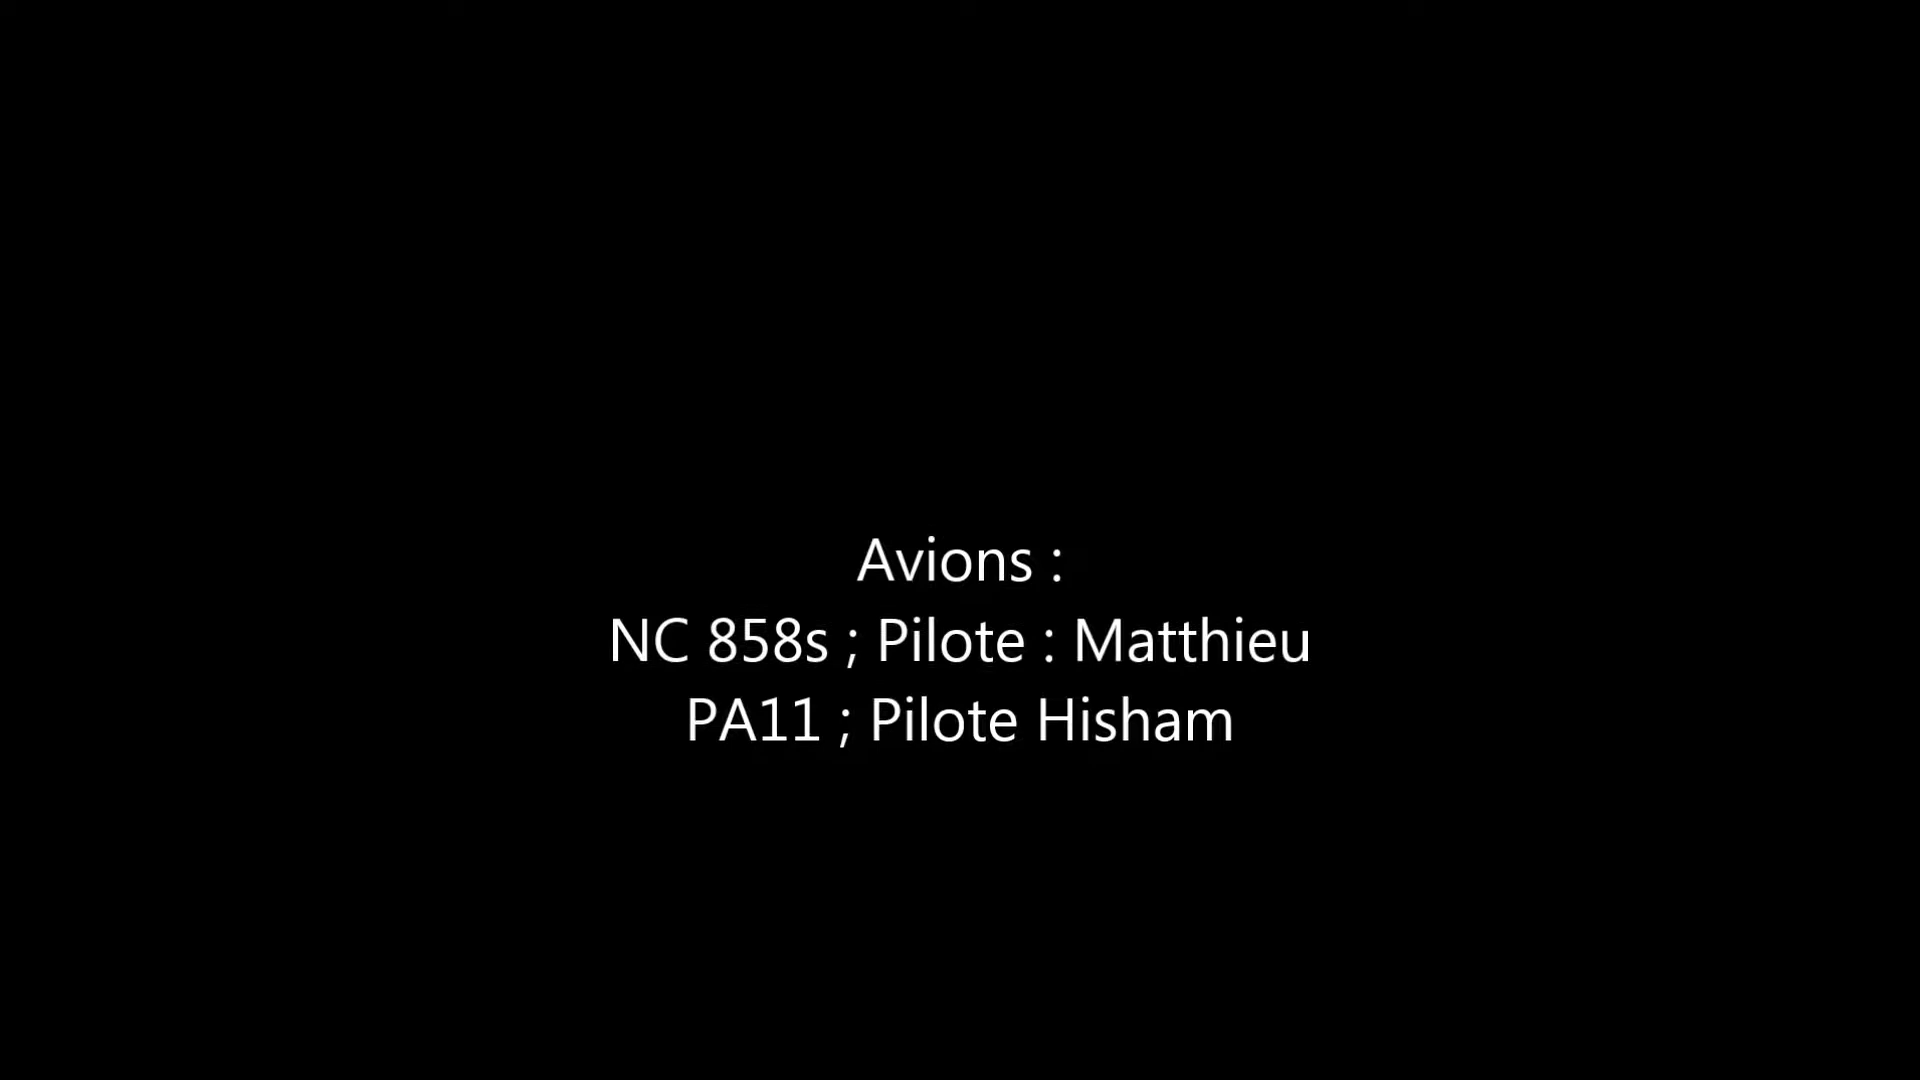 Avions :
NC 858s ; Pilote : Matthieu
PA11 ; Pilote Hisham